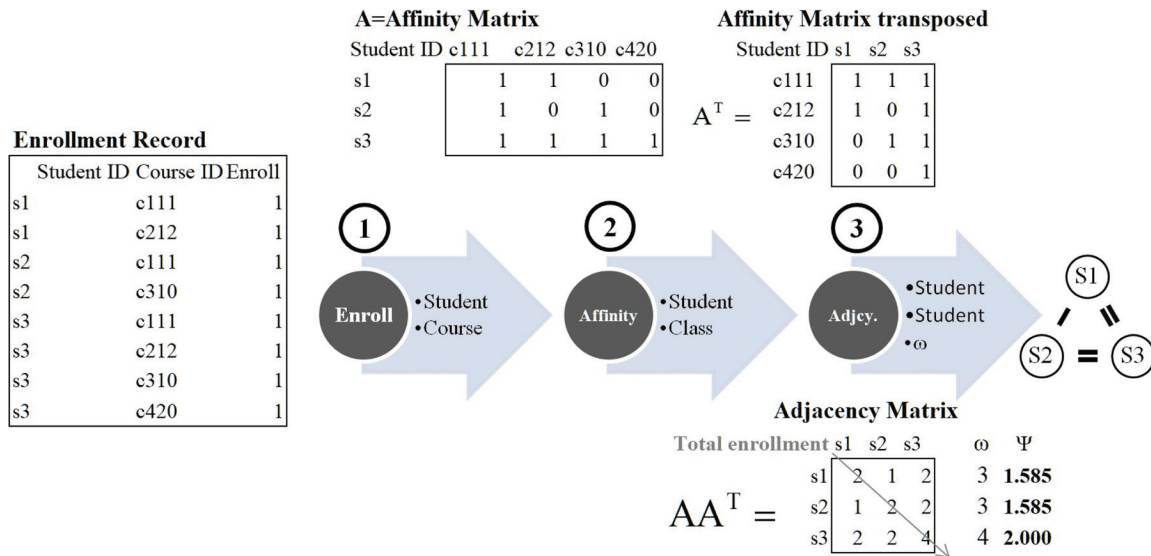 A=Affinity Matrix
Student ID c111 c212 c310 c420
s1 1 1 0 0
s2 1 0 1 0
s3 1 1 1 1
Affinity Matrix transposed
Student ID s1 s2 s3
A^T =
c111 1 1 1
c212 1 0 1
c310 0 1 1
c420 0 0 1
Enrollment Record
Student ID Course ID Enroll
s1 c111 1
s1 c212 1
s2 c111 1
s2 c310 1
s3 c111 1
s3 c212 1
s3 c310 1
s3 c420 1
1
Enroll
•Student
•Course
2
Affinity
•Student
•Class
3
Adjcy.
•Student
•Student
•ω
S1
S2
S3
Adjacency Matrix
Total enrollment s1 s2 s3 ω Ψ
AA^T =
s1 2 1 2 3 1.585
s2 1 2 2 3 1.585
s3 2 2 4 4 2.000